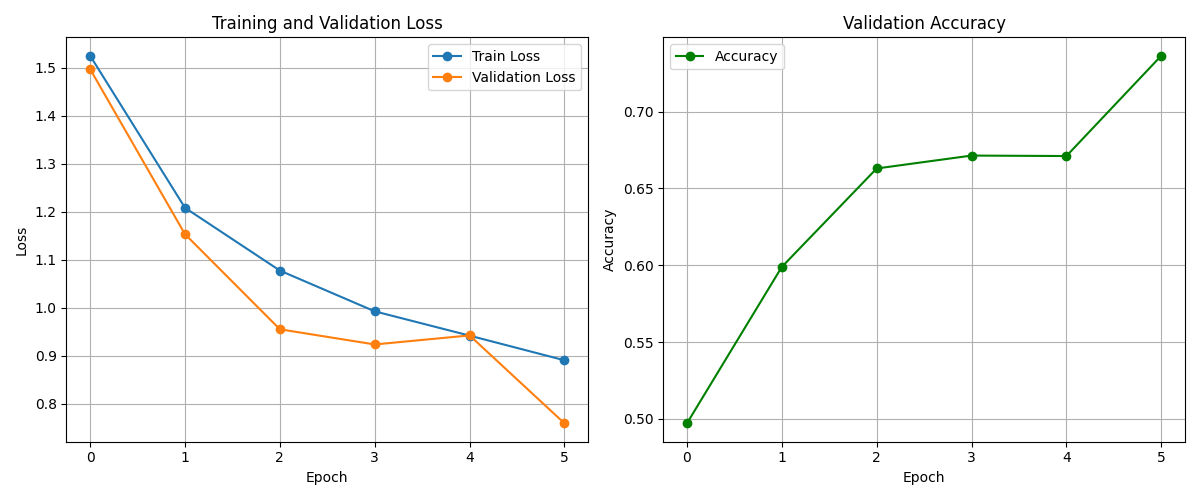 Training and Validation Loss
Train Loss
Validation Loss
1.5
1.4
1.3
1.2
1.1
1.0
0.9
0.8
Loss
0 1 2 3 4 5
Epoch
Validation Accuracy
Accuracy
0.70
0.65
0.60
0.55
0.50
Accuracy
0 1 2 3 4 5
Epoch